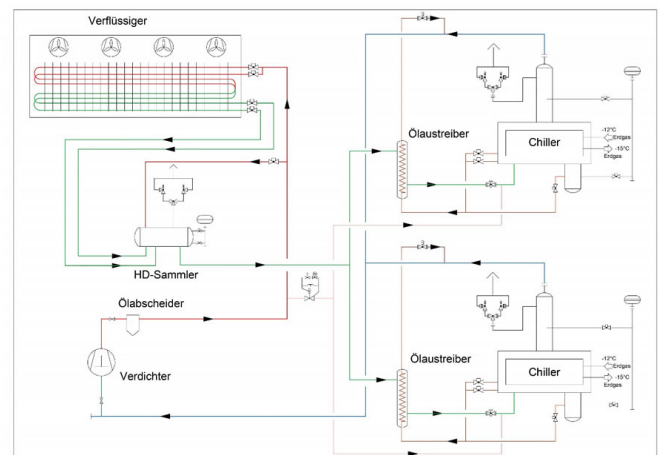 Verflüssiger
Ölaustreiber
Chiller
-12°C
Erdgas
-15°C
Erdgas
HD-Sammler
Ölabscheider
Verdichter
Ölaustreiber
Chiller
-12°C
Erdgas
-15°C
Erdgas